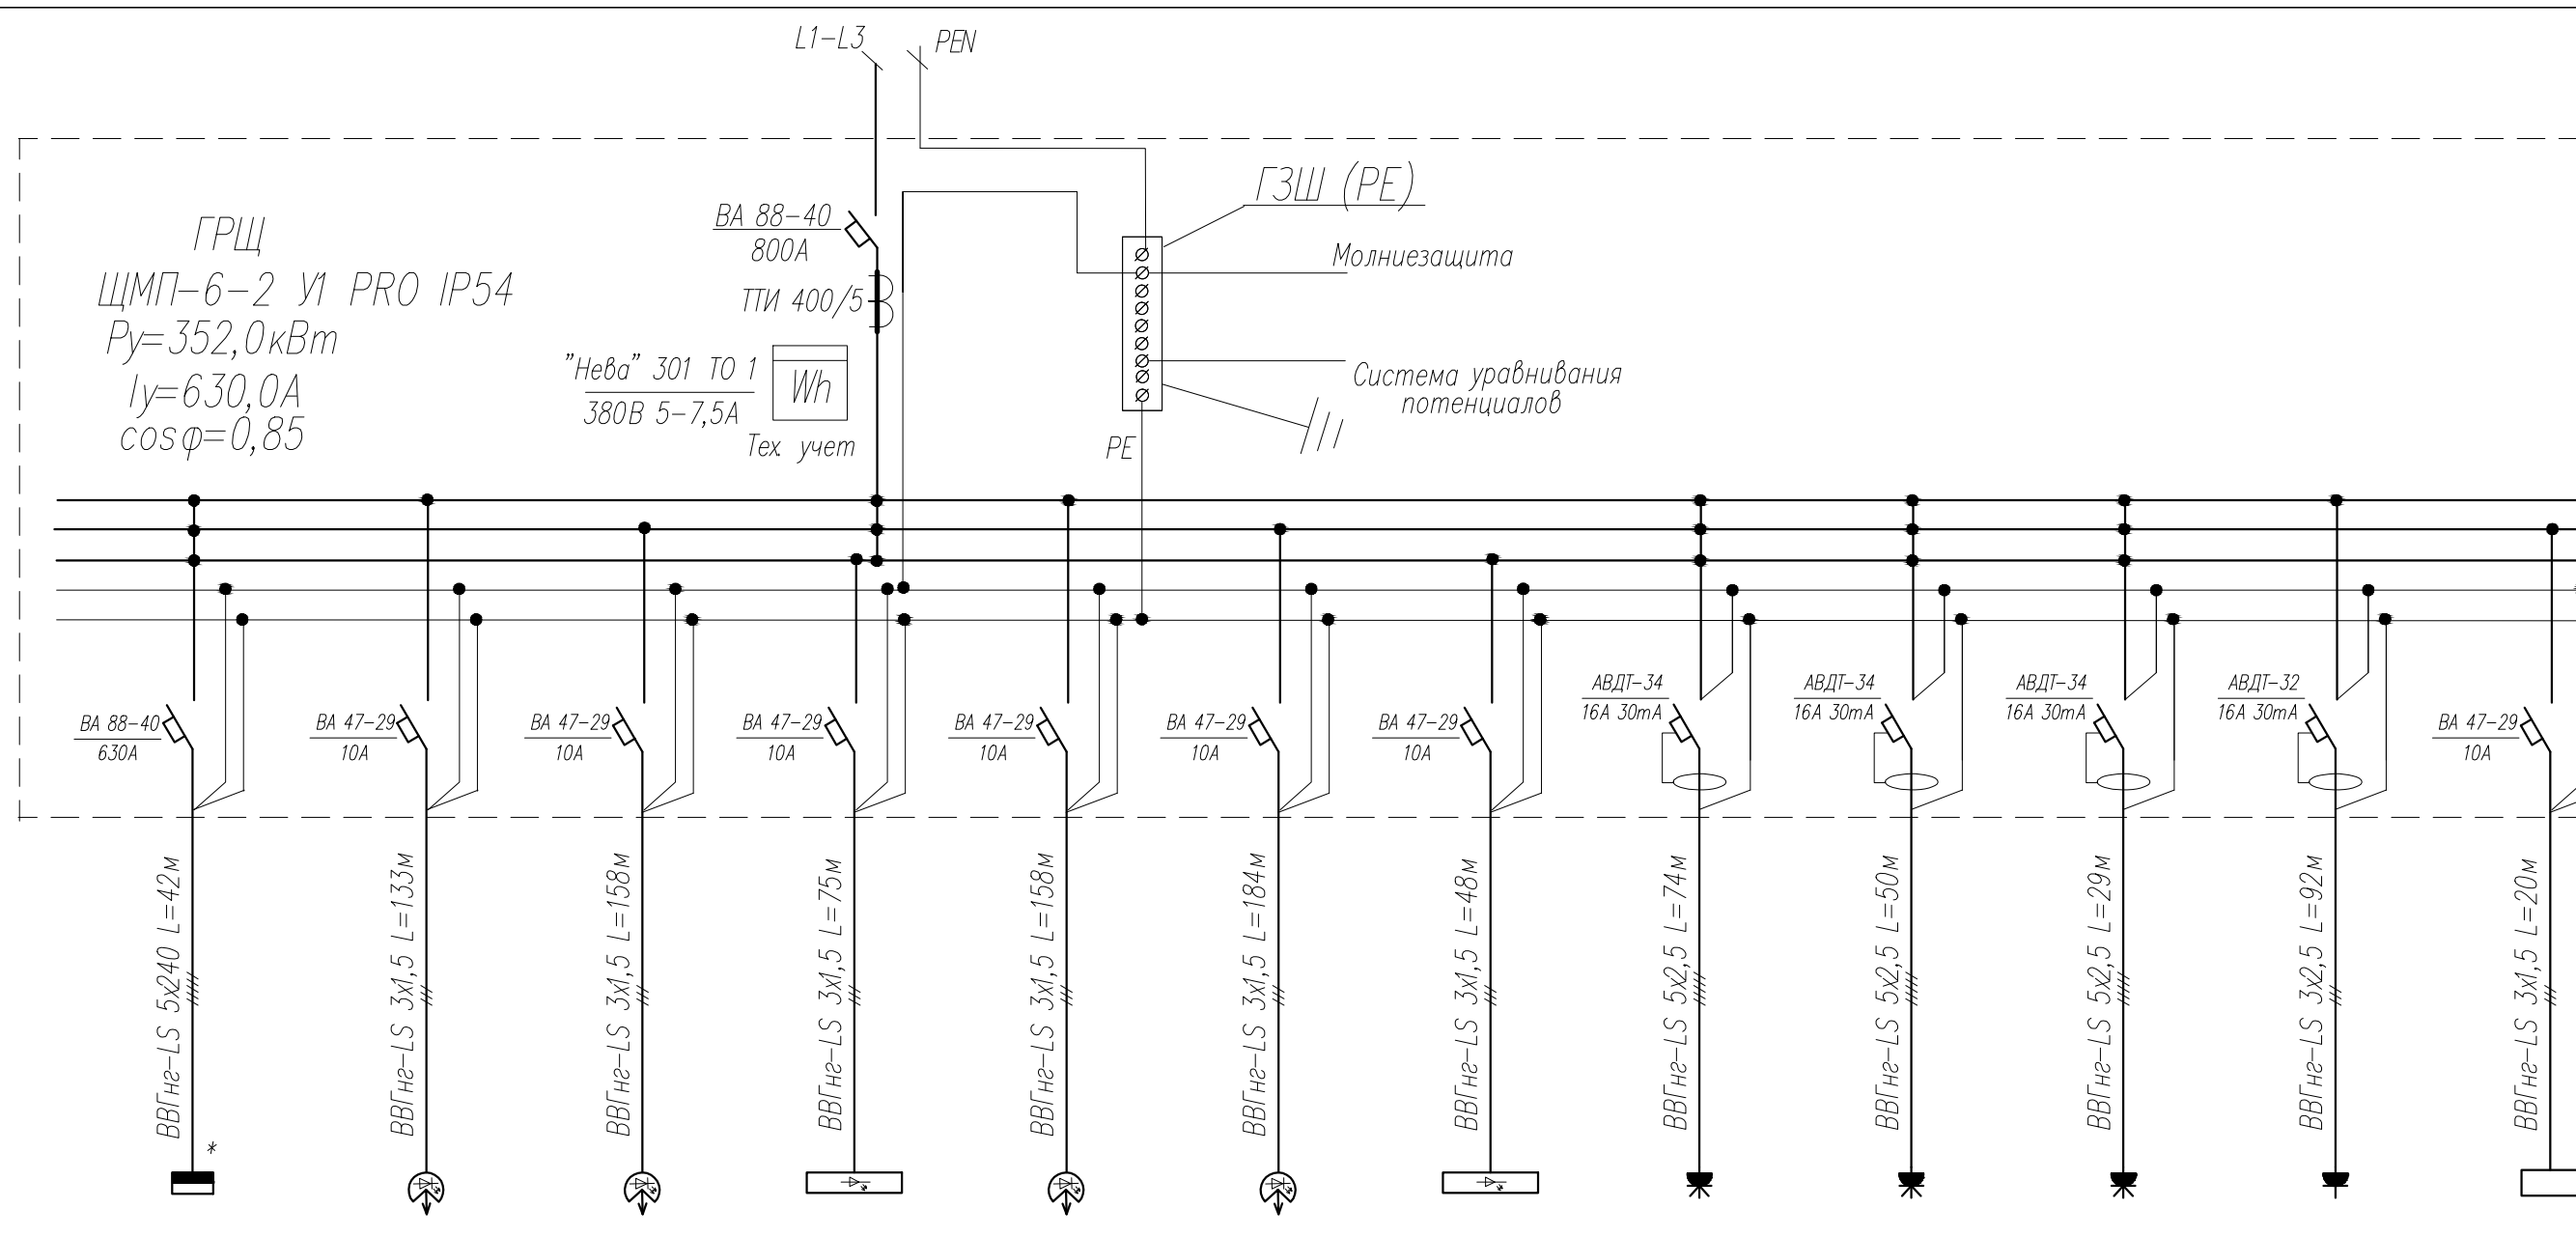 L1-L3
PEN
ГРЩ
ЩМП-6-2 У1 PRO IP54
Ру=352,0кВт
Iу=630,0А
cosφ=0,85
ВА 88-40
800А
ТТИ 400/5
"Нева" 301 ТО 1
380В 5-7,5А
Wh
Тех. учет
ГЗШ (РЕ)
Молниезащита
Система уравнивания
потенциалов
PE
ВА 88-40
630А
ВА 47-29
10А
ВА 47-29
10А
ВА 47-29
10А
ВА 47-29
10А
ВА 47-29
10А
ВА 47-29
10А
АВДТ-34
16А 30mA
АВДТ-34
16А 30mA
АВДТ-34
16А 30mA
АВДТ-32
16А 30mA
ВА 47-29
10А
ВВГнг-LS 5х240 L=42м
ВВГнг-LS 3х1,5 L=133м
ВВГнг-LS 3х1,5 L=158м
ВВГнг-LS 3х1,5 L=75м
ВВГнг-LS 3х1,5 L=158м
ВВГнг-LS 3х1,5 L=184м
ВВГнг-LS 3х1,5 L=48м
ВВГнг-LS 5х2,5 L=74м
ВВГнг-LS 5х2,5 L=50м
ВВГнг-LS 5х2,5 L=29м
ВВГнг-LS 3х2,5 L=92м
ВВГнг-LS 3х1,5 L=20м
*